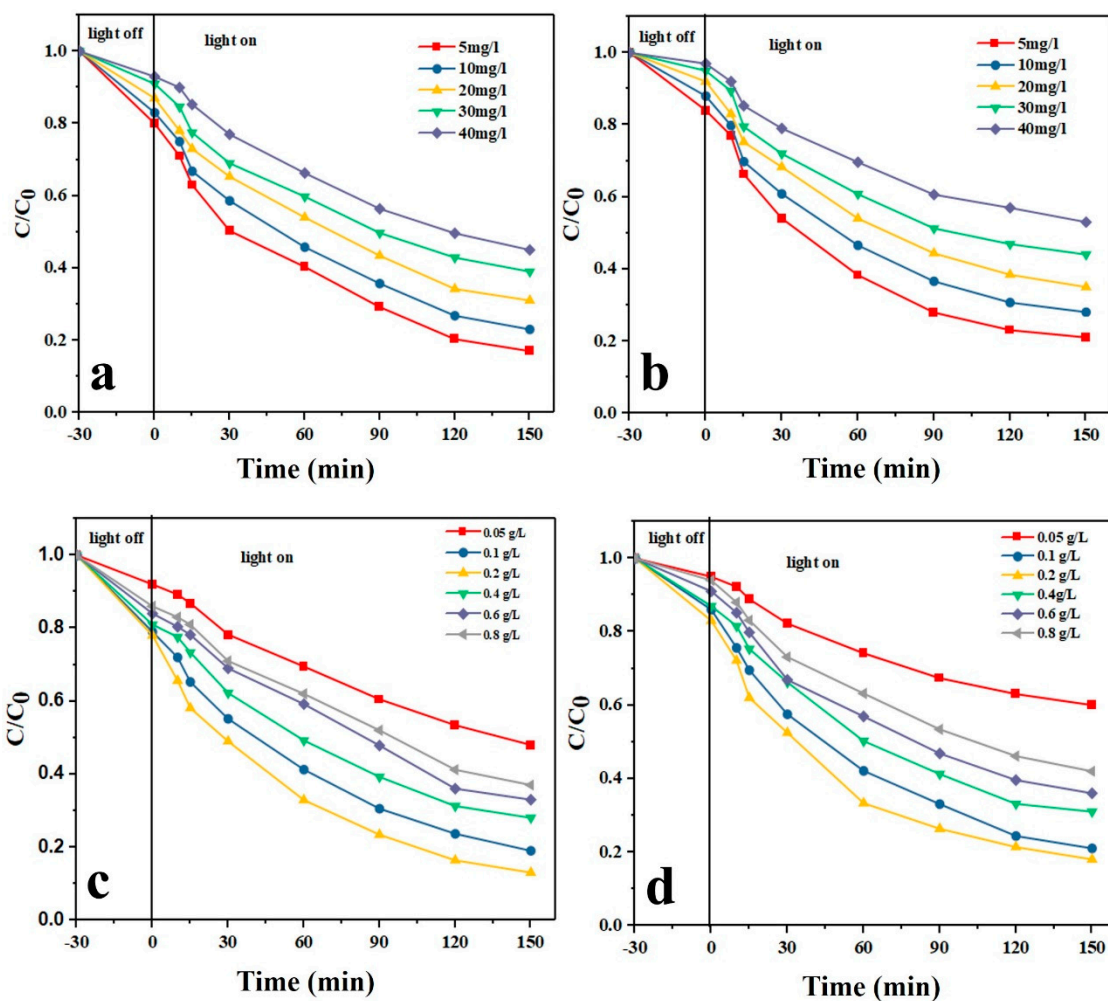 light off
light on
5mg/l
10mg/l
20mg/l
30mg/l
40mg/l
C/C0
1.0
0.8
0.6
0.4
0.2
0.0
a
-30 0 30 60 90 120 150
Time (min)
light off
light on
5mg/l
10mg/l
20mg/l
30mg/l
40mg/l
C/C0
1.0
0.8
0.6
0.4
0.2
0.0
b
-30 0 30 60 90 120 150
Time (min)
light off
light on
0.05 g/L
0.1 g/L
0.2 g/L
0.4 g/L
0.6 g/L
0.8 g/L
C/C0
1.0
0.8
0.6
0.4
0.2
0.0
c
-30 0 30 60 90 120 150
Time (min)
light off
light on
0.05 g/L
0.1 g/L
0.2 g/L
0.4g/L
0.6 g/L
0.8 g/L
C/C0
1.0
0.8
0.6
0.4
0.2
0.0
d
-30 0 30 60 90 120 150
Time (min)